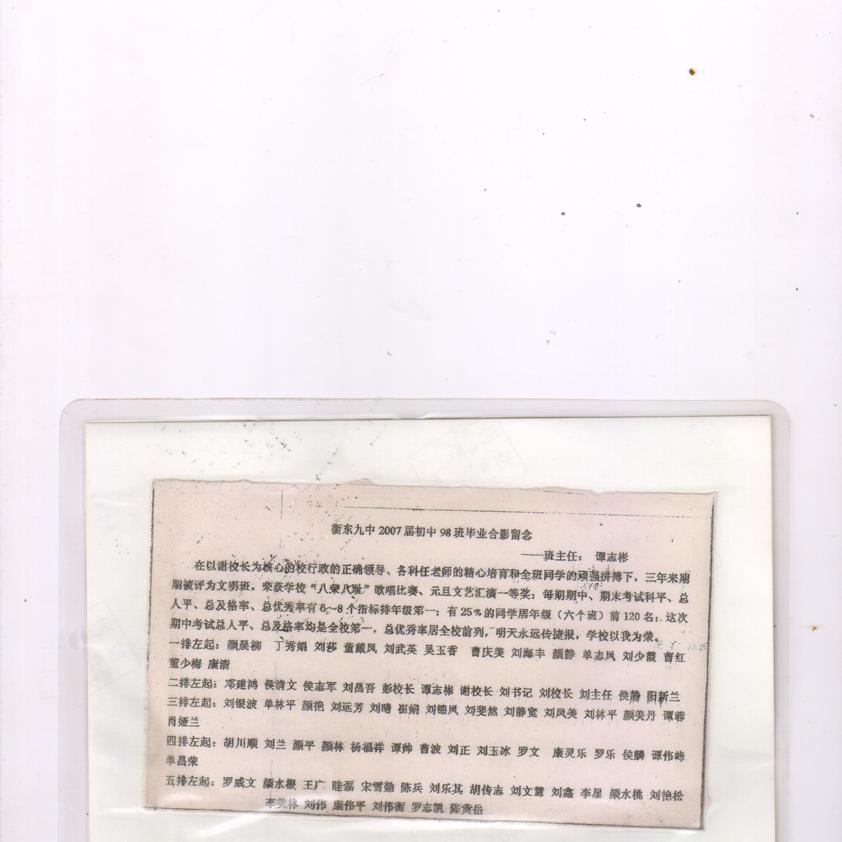 衡东九中2007届初中98班毕业合影留念
——班主任： 谭志彬
在以谢校长为核心的校行政的正确领导、各科任老师的精心培育和全班同学的顽强拼搏下，三年来期
期被评为文明班，荣获学校“八荣八耻”歌唱比赛、元旦文艺汇演一等奖；每期期中、期末考试科平、总
人平、总及格率、总优秀率有6~8个指标排年级第一；有25%的同学居年级（六个班）前120名；这次
期中考试总人平、总及格率均是全校第一，总优秀率居全校前列，明天永远传捷报，学校以我为荣。
一排左起：颜晨柳 丁秀娟 刘莎 董戴凤 刘武英 吴玉香 曹庆美 刘海丰 颜静 单志凤 刘少霞 曹红
董少梅 康清
二排左起：邓建鸿 侯清文 侯志军 刘昌吾 彭校长 谭志彬 谢校长 刘书记 刘校长 刘主任 侯静 阳新兰
三排左起：刘银波 单林平 颜艳 刘远芳 刘晴 崔娟 刘锦凤 刘斐然 刘静宽 刘凤美 刘林平 颜美丹 谭蓉
肖娅兰
四排左起：胡川顺 刘兰 颜平 颜林 杨福祥 谭帅 曹波 刘正 刘玉冰 罗文 康灵乐 罗乐 侯麟 谭伟峰
单昌荣
五排左起：罗威文 颜水根 王广 眭磊 宋雪勤 陈兵 刘乐其 胡传志 刘文慧 刘鑫 李星 颜水桃 刘艳松
刘伟 康伟平 刘伟衡 罗志凯 陈黄岳